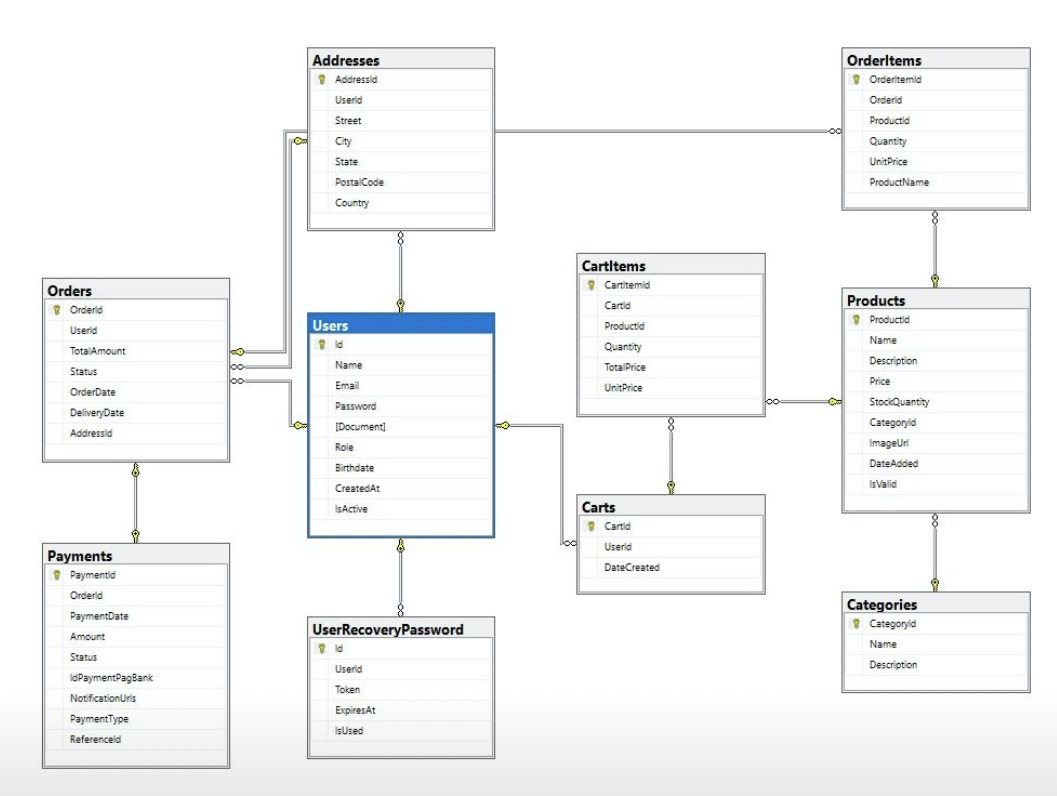 Addresses
AddressId
UserId
Street
City
State
PostalCode
Country
OrderItems
OrderItemId
OrderId
ProductId
Quantity
UnitPrice
ProductName
Orders
OrderId
UserId
TotalAmount
Status
OrderDate
DeliveryDate
AddressId
Users
Id
Name
Email
Password
[Document]
Role
Birthdate
CreatedAt
IsActive
CartItems
CartItemId
CartId
ProductId
Quantity
TotalPrice
UnitPrice
Products
ProductId
Name
Description
Price
StockQuantity
CategoryId
ImageUrl
DateAdded
IsValid
Payments
PaymentId
OrderId
PaymentDate
Amount
Status
IdPaymentPagBank
NotificationUrls
PaymentType
ReferenceId
UserRecoveryPassword
Id
UserId
Token
ExpiresAt
IsUsed
Carts
CartId
UserId
DateCreated
Categories
CategoryId
Name
Description